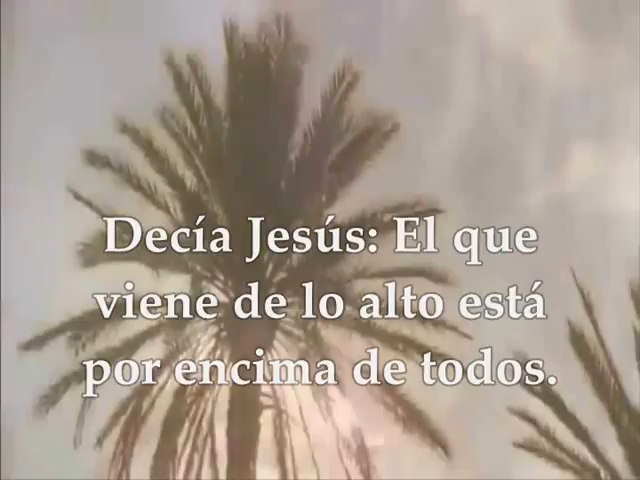 Decía Jesús: El que
viene de lo alto está
por encima de todos.